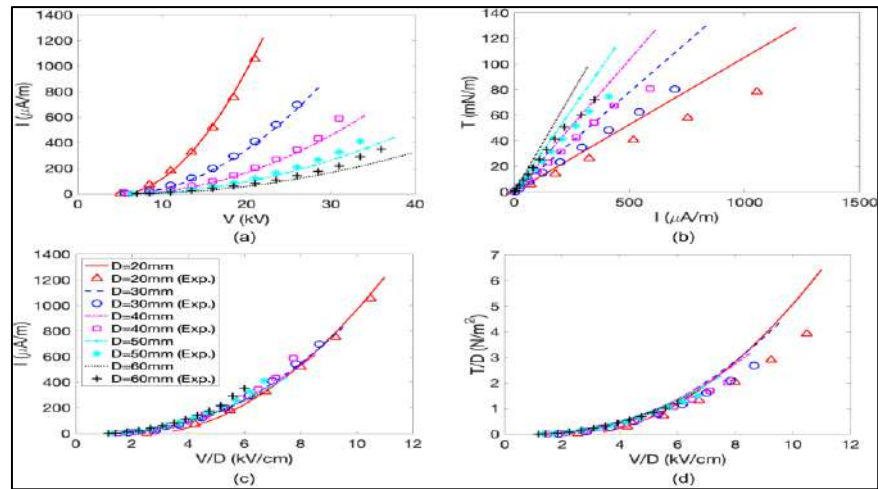 1400
1200
1000
800
600
400
200
0
I (μA/m)
0 10 20 30 40
V (kV)
(a)
120
100
80
60
40
20
0
T (mN/m)
0 500 1000 1500
I (μA/m)
(b)
1400
1200
1000
800
600
400
200
0
I (μA/m)
D=20mm
D=20mm (Exp.)
D=30mm
D=30mm (Exp.)
D=40mm
D=40mm (Exp.)
D=50mm
D=50mm (Exp.)
D=60mm
D=60mm (Exp.)
0 2 4 6 8 10 12
V/D (kV/cm)
(c)
7
6
5
4
3
2
1
0
T/D (N/m²)
0 2 4 6 8 10 12
V/D (kV/cm)
(d)